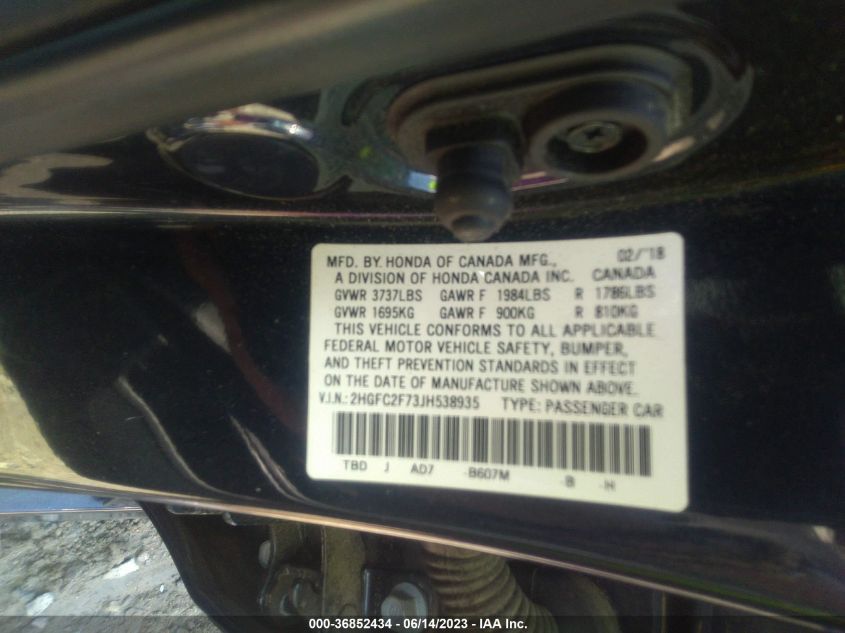 02/'18
MFD. BY. HONDA OF CANADA MFG.,
A DIVISION OF HONDA CANADA INC. CANADA
GVWR 3737LBS GAWR F 1984LBS R 1786LBS
GVWR 1695KG GAWR F 900KG R 810KG
THIS VEHICLE CONFORMS TO ALL APPLICABLE
FEDERAL MOTOR VEHICLE SAFETY, BUMPER,
AND THEFT PREVENTION STANDARDS IN EFFECT
ON THE DATE OF MANUFACTURE SHOWN ABOVE.
V.I.N.: 2HGFC2F73JH538935 TYPE: PASSENGER CAR
TBD J AD7 -B607M -B -H
000-36852434 - 06/14/2023 - IAA Inc.